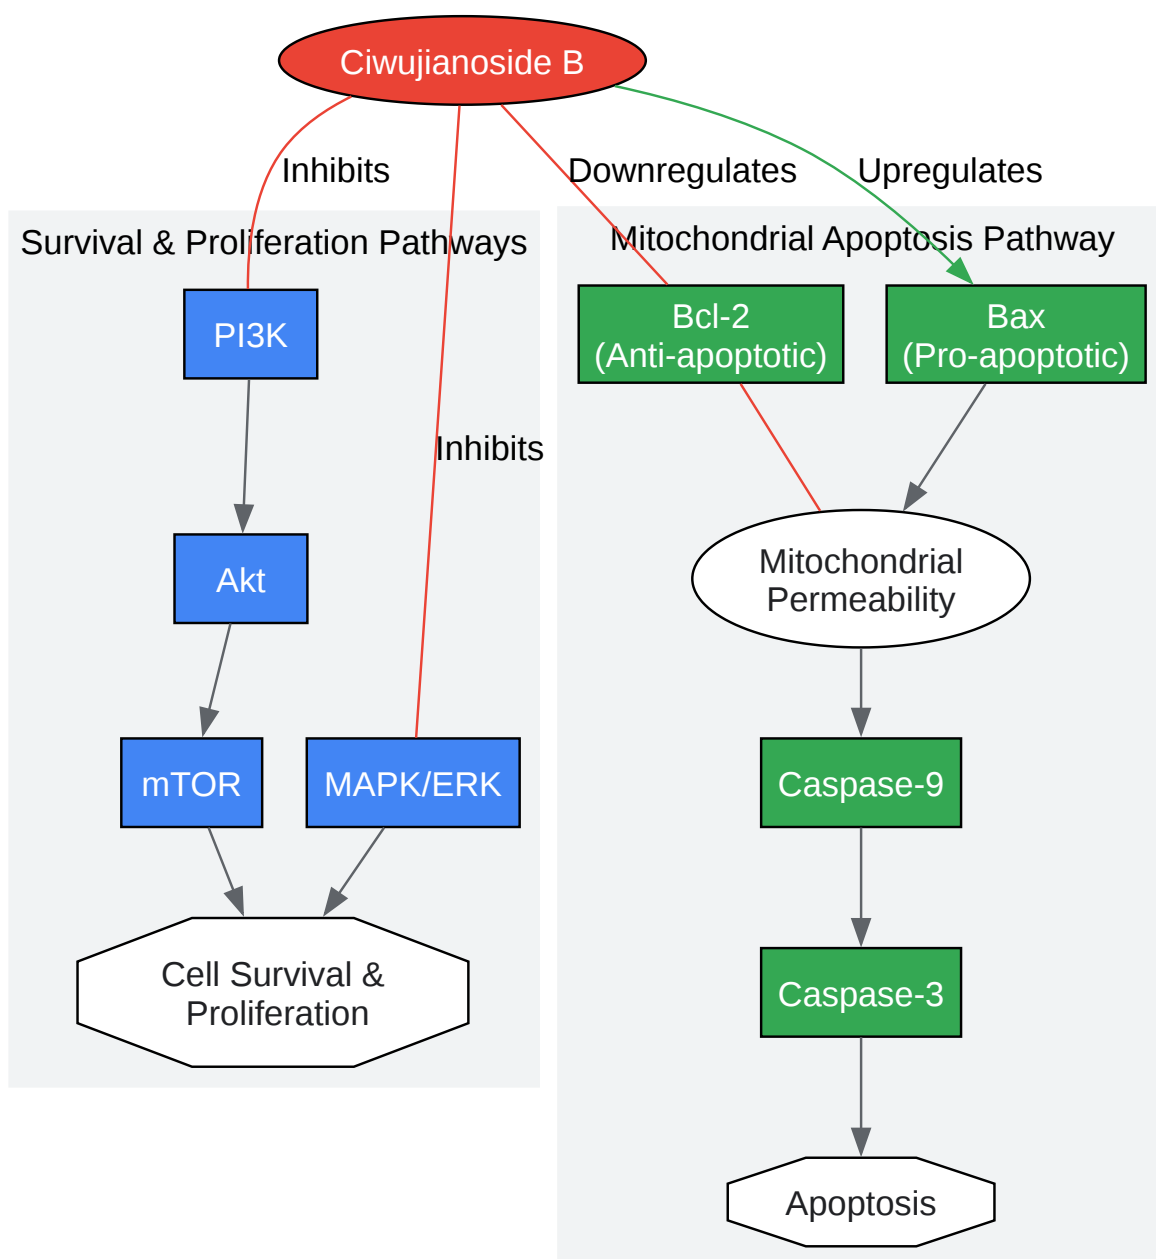 Ciwujianoside B
Inhibits
Downregulates
Upregulates
Survival & Proliferation Pathways
Mitochondrial Apoptosis Pathway
PI3K
Bcl-2
(Anti-apoptotic)
Bax
(Pro-apoptotic)
Inhibits
Akt
Mitochondrial
Permeability
mTOR
MAPK/ERK
Caspase-9
Cell Survival &
Proliferation
Caspase-3
Apoptosis